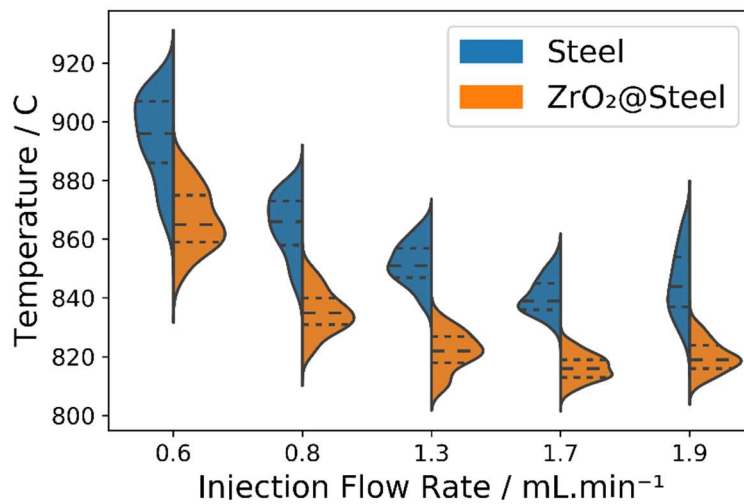 Steel
ZrO₂@Steel
Temperature / C
920
900
880
860
840
820
800
0.6 0.8 1.3 1.7 1.9
Injection Flow Rate / mL.min⁻¹